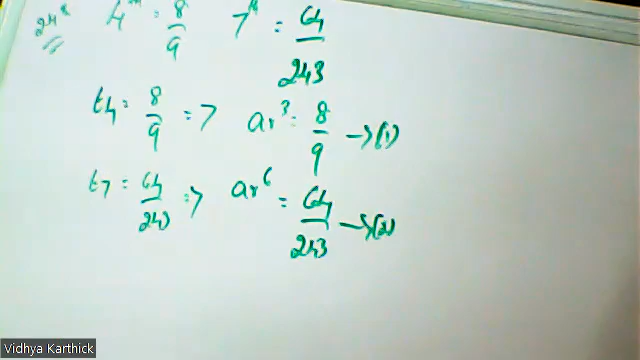 4ᵗʰ = 8/9 7ᵗʰ = 64/243
t₄ = 8/9 => ar³ = 8/9 → (1)
t₇ = 64/243 => ar⁶ = 64/243 → (2)
Vidhya Karthick